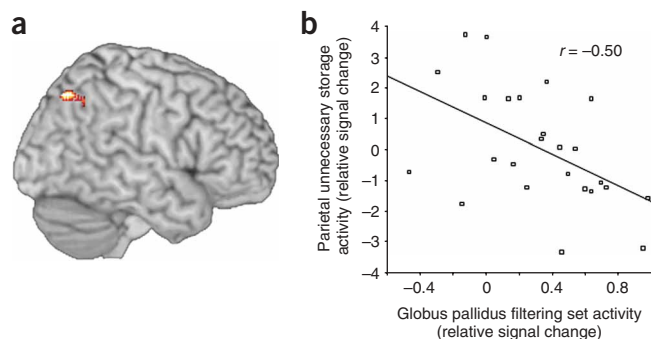 a
b
4
3
2
1
0
−1
−2
−3
−4
r = −0.50
Parietal unnecessary storage
activity (relative signal change)
−0.4
0
0.4
0.8
Globus pallidus filtering set activity
(relative signal change)